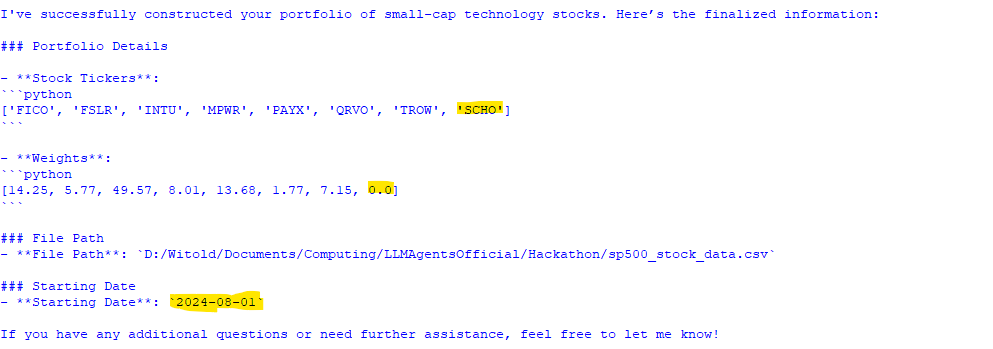 I've successfully constructed your portfolio of small-cap technology stocks. Here’s the finalized information:
### Portfolio Details
- **Stock Tickers**:
```python
['FICO', 'FSLR', 'INTU', 'MPWR', 'PAYX', 'QRVO', 'TROW', 'SCHO']
```
- **Weights**:
```python
[14.25, 5.77, 49.57, 8.01, 13.68, 1.77, 7.15, 0.0]
```
### File Path
- **File Path**: `D:/Witold/Documents/Computing/LLMAgentsOfficial/Hackathon/sp500_stock_data.csv`
### Starting Date
- **Starting Date**: `2024-08-01`
If you have any additional questions or need further assistance, feel free to let me know!